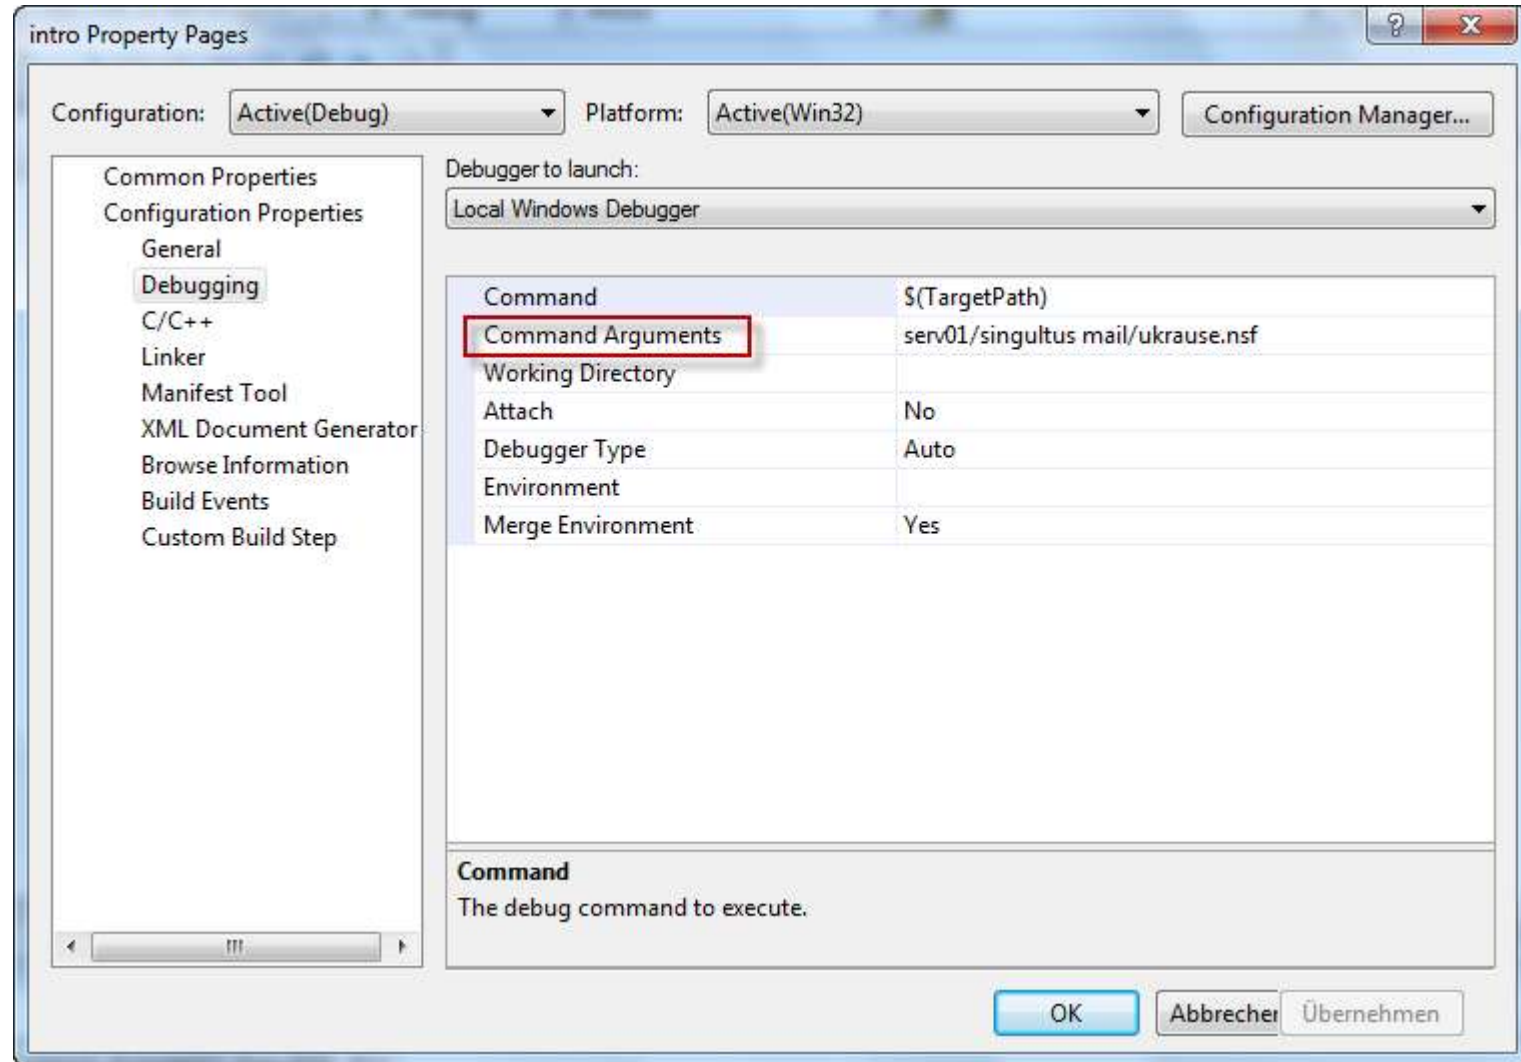 intro Property Pages
Configuration: Active(Debug) Platform: Active(Win32) Configuration Manager...
Common Properties
Configuration Properties
General
Debugging
C/C++
Linker
Manifest Tool
XML Document Generator
Browse Information
Build Events
Custom Build Step
Debugger to launch:
Local Windows Debugger
Command $(TargetPath)
Command Arguments serv01/singultus mail/ukrause.nsf
Working Directory
Attach No
Debugger Type Auto
Environment
Merge Environment Yes
Command
The debug command to execute.
OK Abbrechen Übernehmen